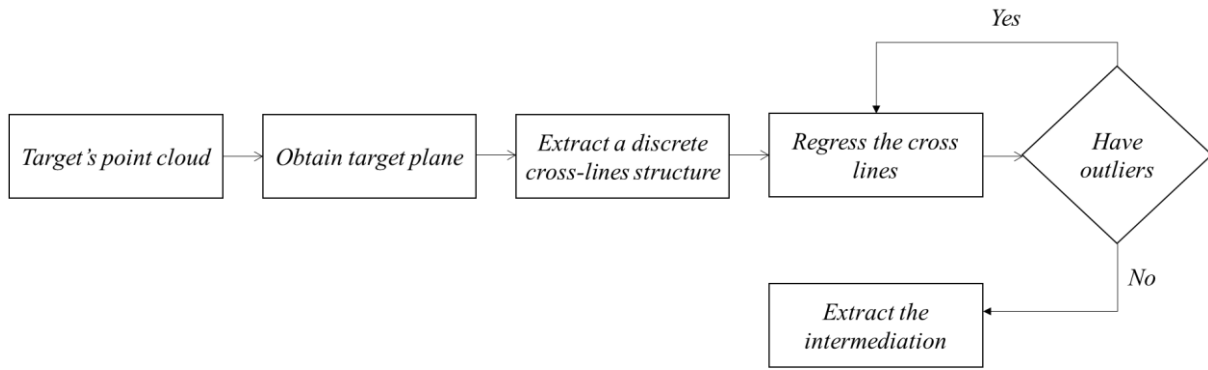 Yes
Target’s point cloud
Obtain target plane
Extract a discrete
cross-lines structure
Regress the cross
lines
Have
outliers
No
Extract the
intermediation